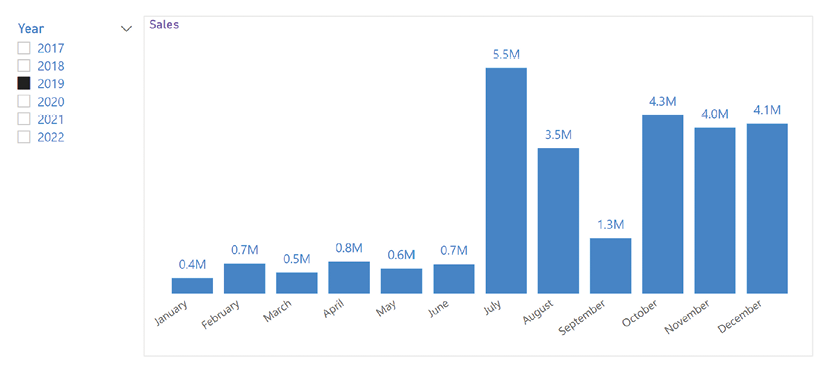 Year
2017
2018
2019
2020
2021
2022
Sales
0.4M
0.7M
0.5M
0.8M
0.6M
0.7M
5.5M
3.5M
1.3M
4.3M
4.0M
4.1M
January
February
March
April
May
June
July
August
September
October
November
December